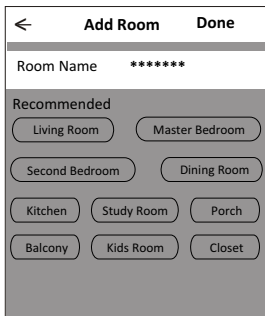 ← Add Room Done
Room Name *******
Recommended
Living Room Master Bedroom
Second Bedroom Dining Room
Kitchen Study Room Porch
Balcony Kids Room Closet